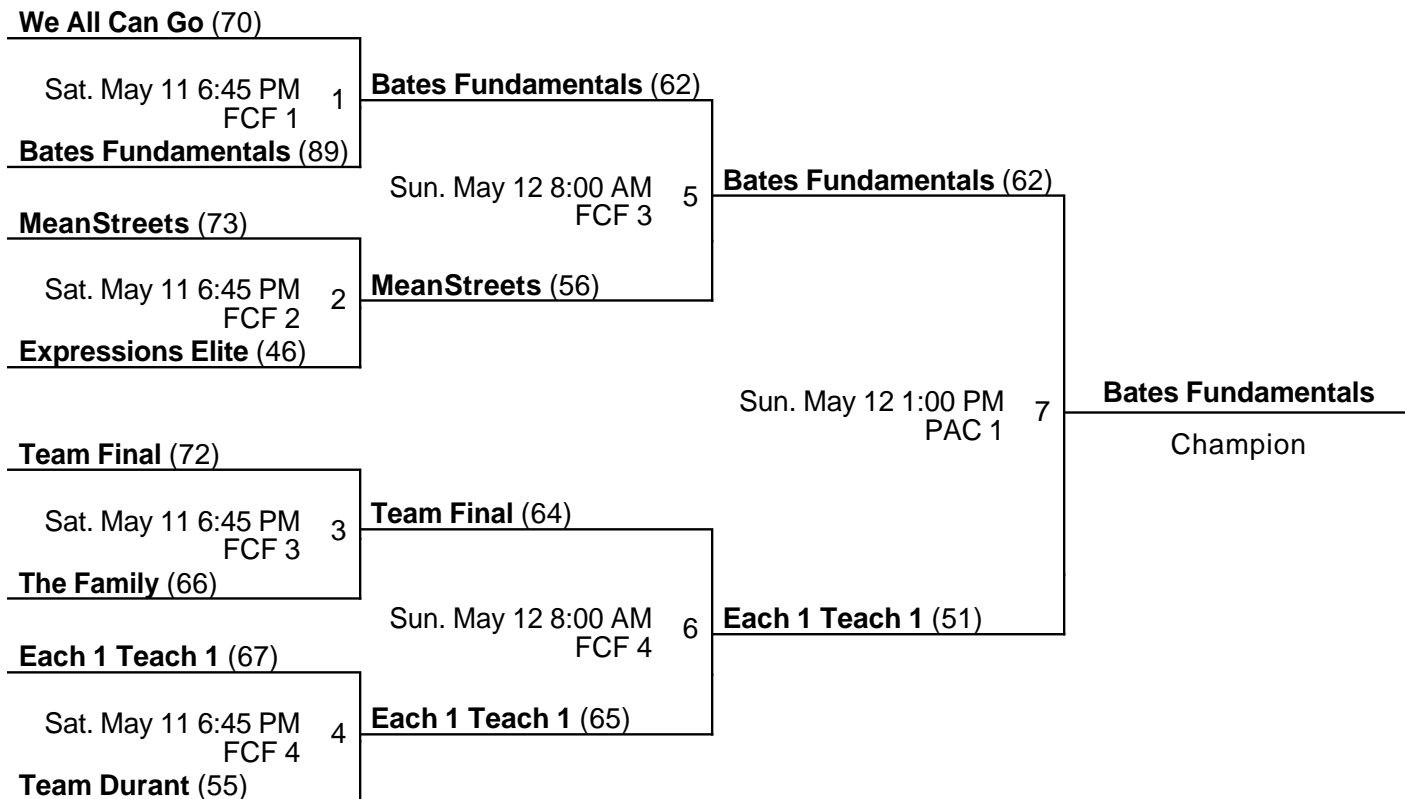 We All Can Go (70)
Sat. May 11 6:45 PM
FCF 1
1
Bates Fundamentals (89)
MeanStreets (73)
Sat. May 11 6:45 PM
FCF 2
2
Expressions Elite (46)
Team Final (72)
Sat. May 11 6:45 PM
FCF 3
3
The Family (66)
Each 1 Teach 1 (67)
Sat. May 11 6:45 PM
FCF 4
4
Team Durant (55)
Bates Fundamentals (62)
Sun. May 12 8:00 AM
FCF 3
5
MeanStreets (56)
Team Final (64)
Sun. May 12 8:00 AM
FCF 4
6
Each 1 Teach 1 (65)
Bates Fundamentals (62)
Sun. May 12 1:00 PM
PAC 1
7
Each 1 Teach 1 (51)
Bates Fundamentals
Champion